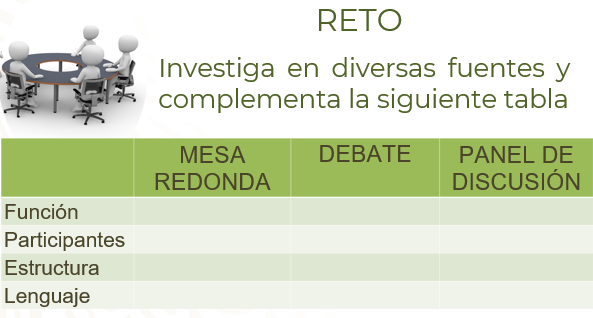 RETO
Investiga en diversas fuentes y
complementa la siguiente tabla
MESA REDONDA
DEBATE
PANEL DE DISCUSIÓN
Función
Participantes
Estructura
Lenguaje